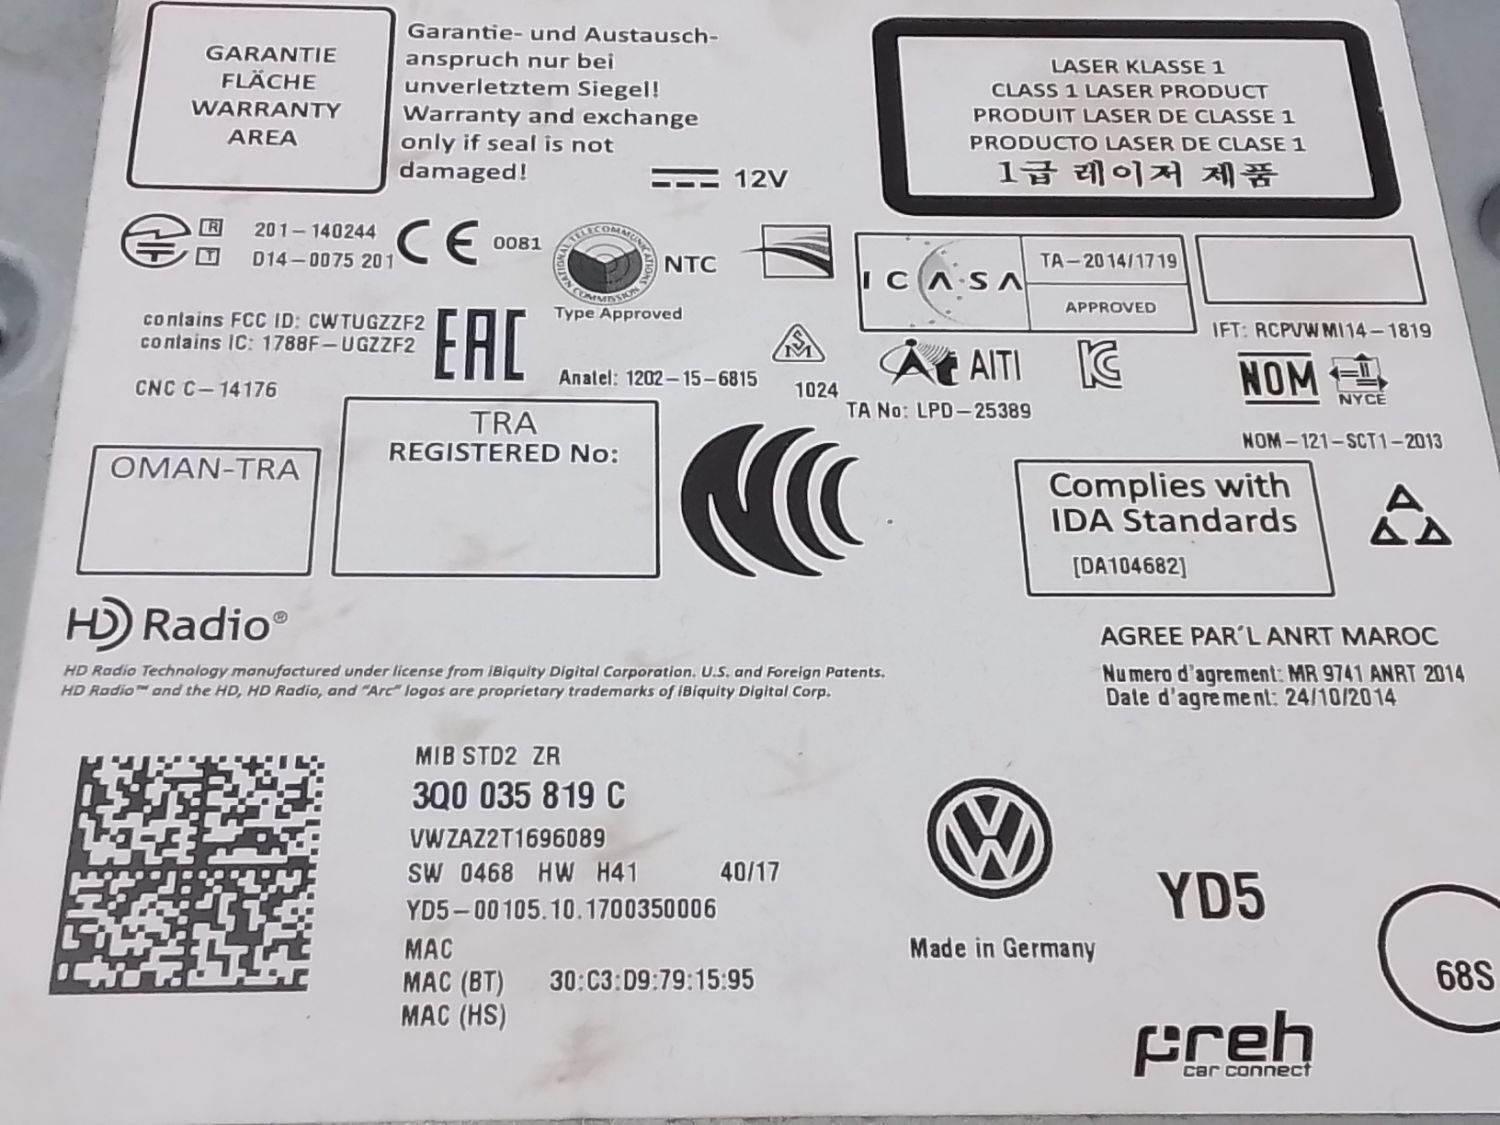 GARANTIE
FLÄCHE
WARRANTY
AREA
Garantie- und Austausch-
anspruch nur bei
unverletztem Siegel!
Warranty and exchange
only if seal is not
damaged!
12V
LASER KLASSE 1
CLASS 1 LASER PRODUCT
PRODUIT LASER DE CLASSE 1
PRODUCTO LASER DE CLASE 1
1급 레이저 제품
R 201-140244
T D14-0075 201
CE 0081
NATIONAL TELECOMMUNICATIONS COMMISSION
NTC
Type Approved
ICASA
TA-2014/1719
APPROVED
contains FCC ID: CWTUGZZF2
contains IC: 1788F-UGZZF2
EAC
CNC C-14176
Anatel: 1202-15-6815
1024
AITI
TA No: LPD-25389
IFT: RCPVWMI14-1819
NOM
NYCE
NOM-121-SCT1-2013
OMAN-TRA
TRA
REGISTERED No:
Complies with
IDA Standards
[DA104682]
HD Radio®
HD Radio Technology manufactured under license from iBiquity Digital Corporation. U.S. and Foreign Patents.
HD Radio™ and the HD, HD Radio, and "Arc" logos are proprietary trademarks of iBiquity Digital Corp.
AGREE PAR´L ANRT MAROC
Numero d'agrement: MR 9741 ANRT 2014
Date d'agrement: 24/10/2014
MIB STD2 ZR
3Q0 035 819 C
VWZAZ2T1696089
SW 0468 HW H41 40/17
YD5-00105.10.1700350006
MAC
MAC (BT) 30:C3:D9:79:15:95
MAC (HS)
Made in Germany
YD5
68S
preh
car connect